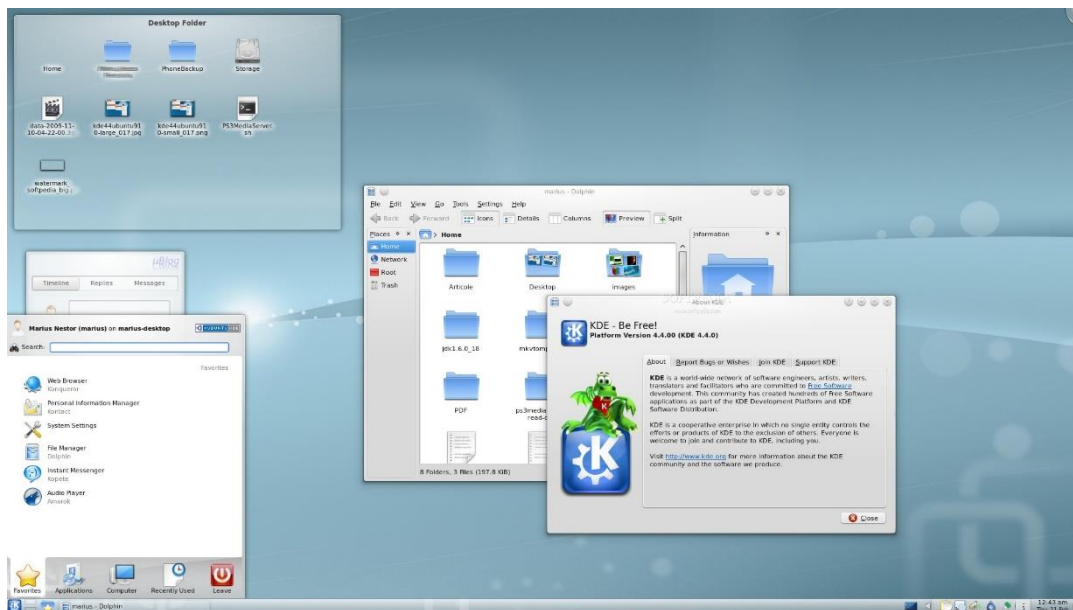 Desktop Folder
Home
PhoneBackup
Storage
data-2009-11-
10-04-22-00.
kde44ubuntu91
0-large_017.jpg
kde44ubuntu91
0-small_017.png
PS3MediaServer.
sh
watermark_
softpedia_big.
µBlog
Timeline Replies Messages
marius - Dolphin
File Edit View Go Tools Settings Help
Back Forward Icons Details Columns Preview Split
Places
Home
Network
Root
Trash
Home
Information
Articole
Desktop
images
jdk1.6.0_18
PDF
8 Folders, 3 Files (197.8 KiB)
About KDE
KDE - Be Free!
Platform Version 4.4.00 (KDE 4.4.0)
About Report Bugs or Wishes Join KDE Support KDE
KDE is a world-wide network of software engineers, artists, writers,
translators and facilitators who are committed to Free Software
development. This community has created hundreds of Free Software
applications as part of the KDE Development Platform and KDE
Software Distribution.
KDE is a cooperative enterprise in which no single entity controls the
efforts or products of KDE to the exclusion of others. Everyone is
welcome to join and contribute to KDE, including you.
Visit http://www.kde.org for more information about the KDE
community and the software we produce.
Close
Marius Nestor (marius) on marius-desktop
Search:
Favorites
Web Browser
Konqueror
Personal Information Manager
Kontact
System Settings
File Manager
Dolphin
Instant Messenger
Kopete
Audio Player
Amarok
Favorites Applications Computer Recently Used Leave
marius - Dolphin
12:43 am